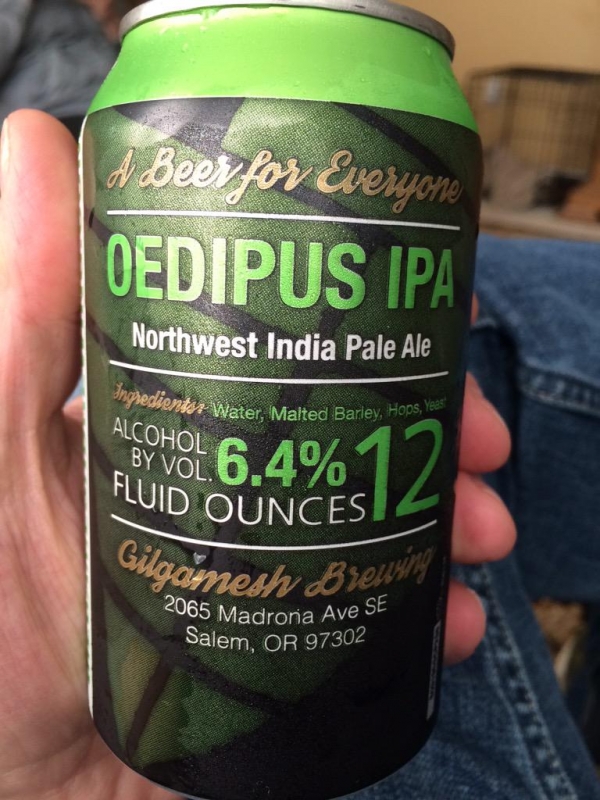 A Beer for Everyone
OEDIPUS IPA
Northwest India Pale Ale
Ingredients: Water, Malted Barley, Hops, Yeast
ALCOHOL
BY VOL. 6.4%
FLUID OUNCES 12
Gilgamesh Brewing
2065 Madrona Ave SE
Salem, OR 97302